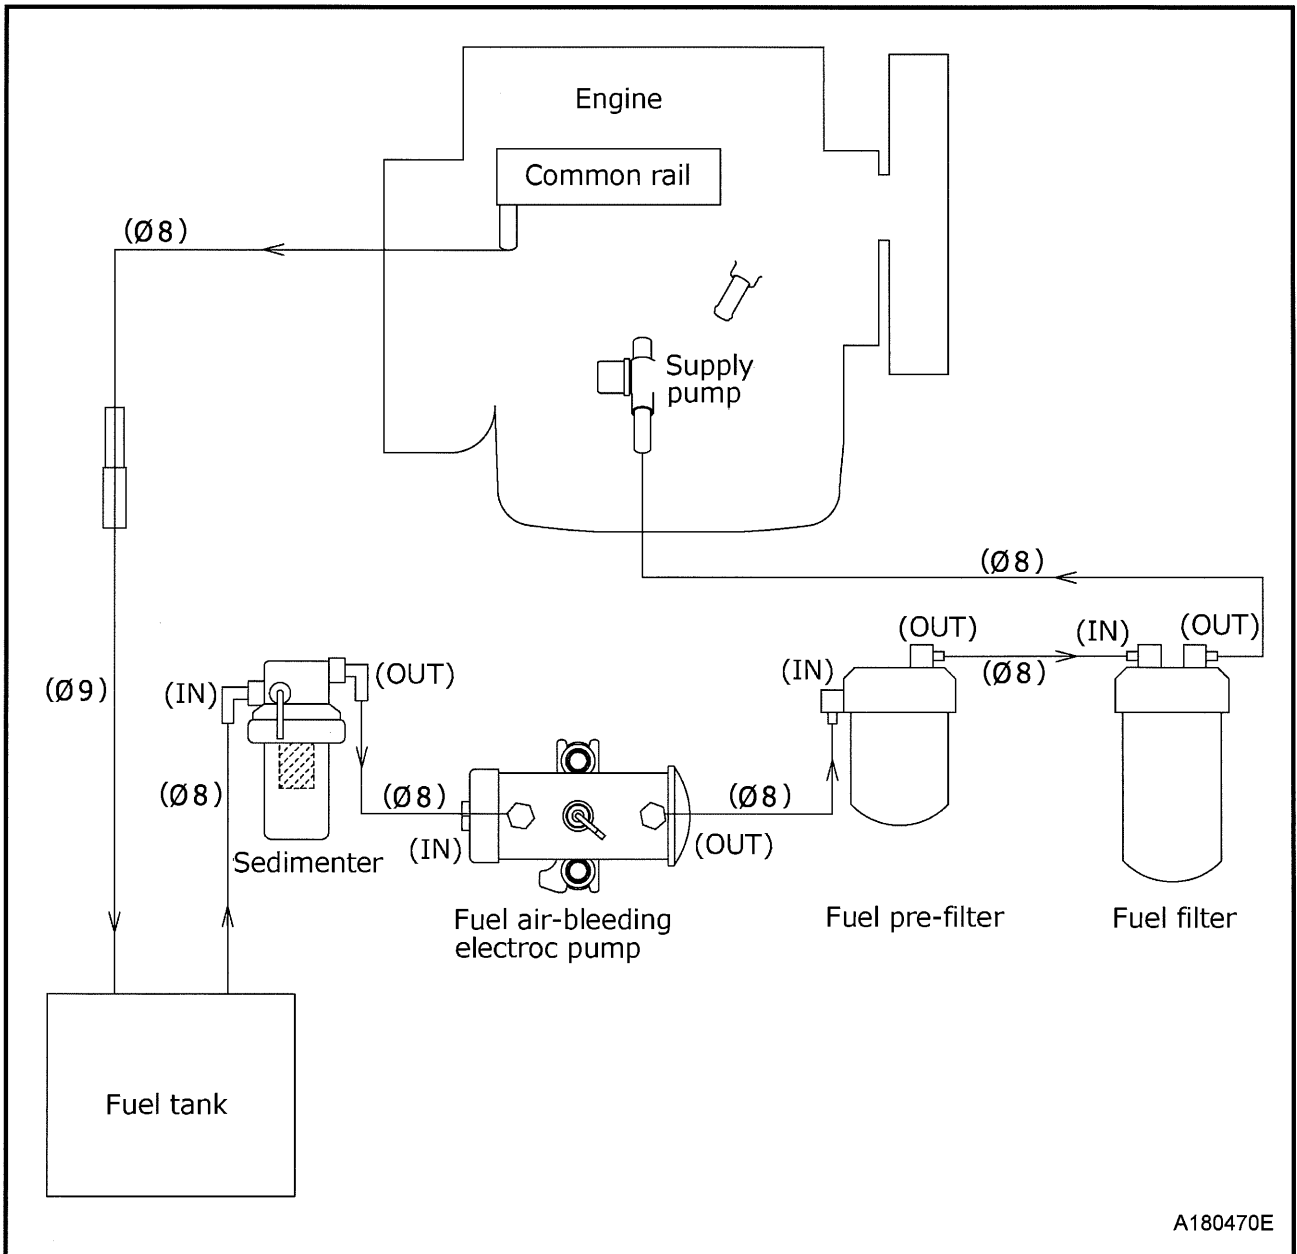 Engine
Common rail
(Ø8)
Supply
pump
(Ø8)
(OUT)
(IN)
(OUT)
(IN)
(Ø8)
(OUT)
(IN)
(Ø9)
(Ø8)
(Ø8)
(Ø8)
(IN)
(OUT)
Sedimenter
Fuel air-bleeding
electroc pump
Fuel pre-filter
Fuel filter
Fuel tank
A180470E